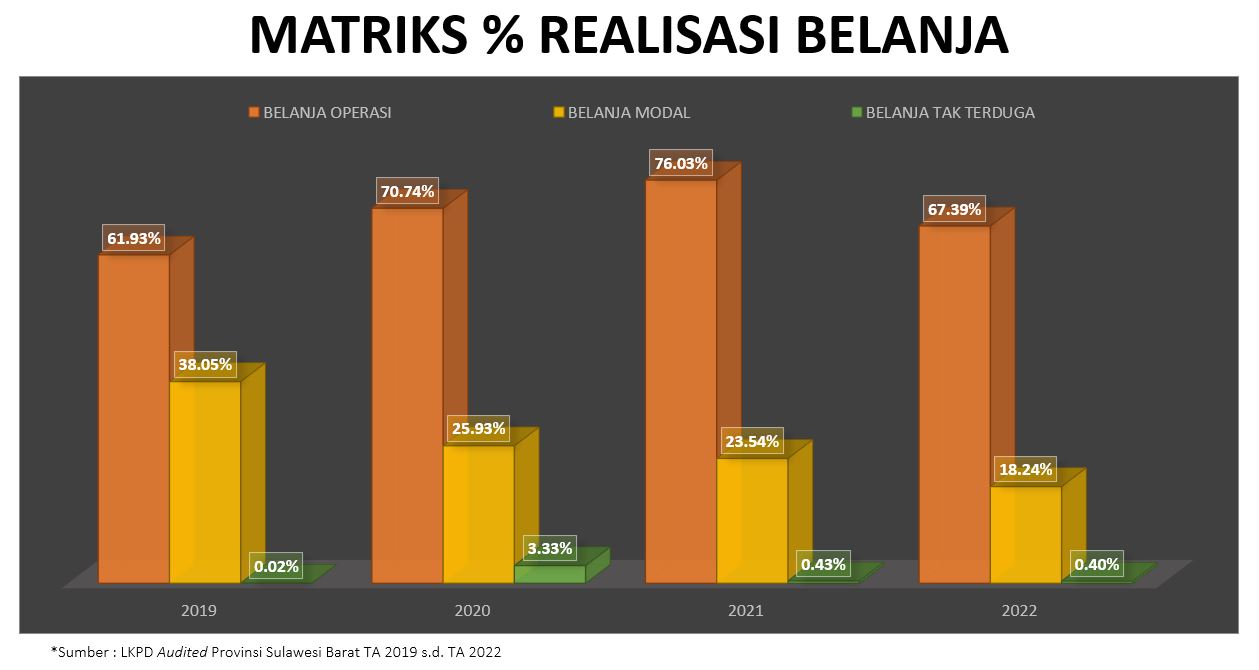 MATRIKS % REALISASI BELANJA
BELANJA OPERASI BELANJA MODAL BELANJA TAK TERDUGA
61.93% 38.05% 0.02%
70.74% 25.93% 3.33%
76.03% 23.54% 0.43%
67.39% 18.24% 0.40%
2019 2020 2021 2022
*Sumber : LKPD Audited Provinsi Sulawesi Barat TA 2019 s.d. TA 2022